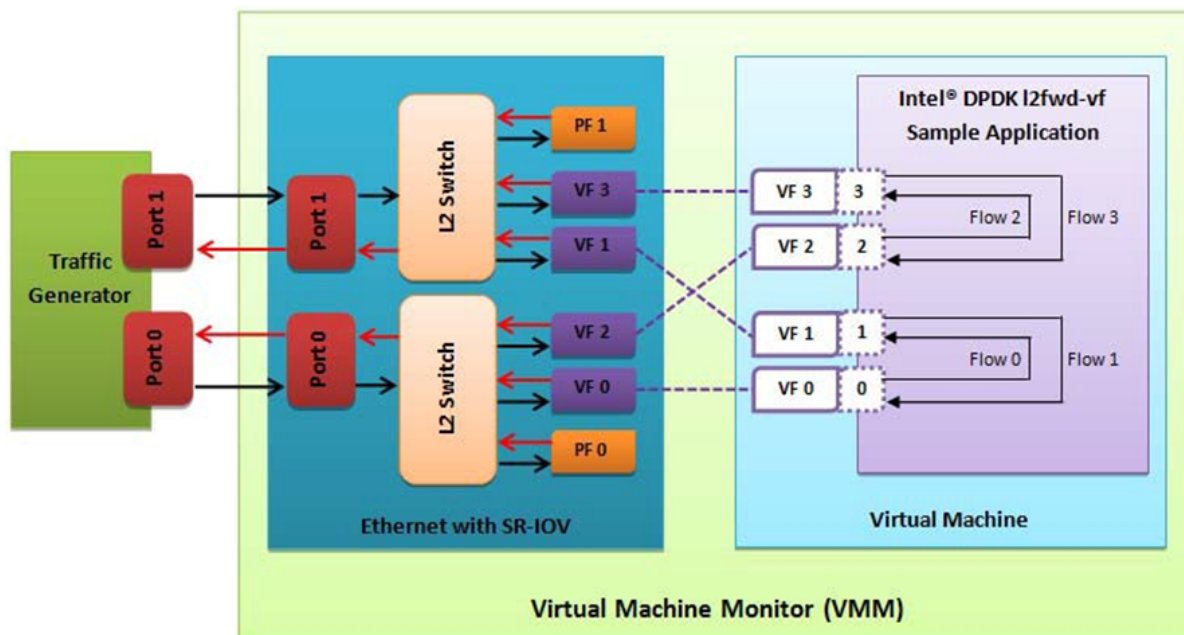 Traffic
Generator
Port 1
Port 0
Port 1
Port 0
L2 Switch
L2 Switch
PF 1
VF 3
VF 1
VF 2
VF 0
PF 0
Ethernet with SR-IOV
Intel® DPDK l2fwd-vf
Sample Application
VF 3 3
VF 2 2
VF 1 1
VF 0 0
Flow 2
Flow 3
Flow 0
Flow 1
Virtual Machine
Virtual Machine Monitor (VMM)